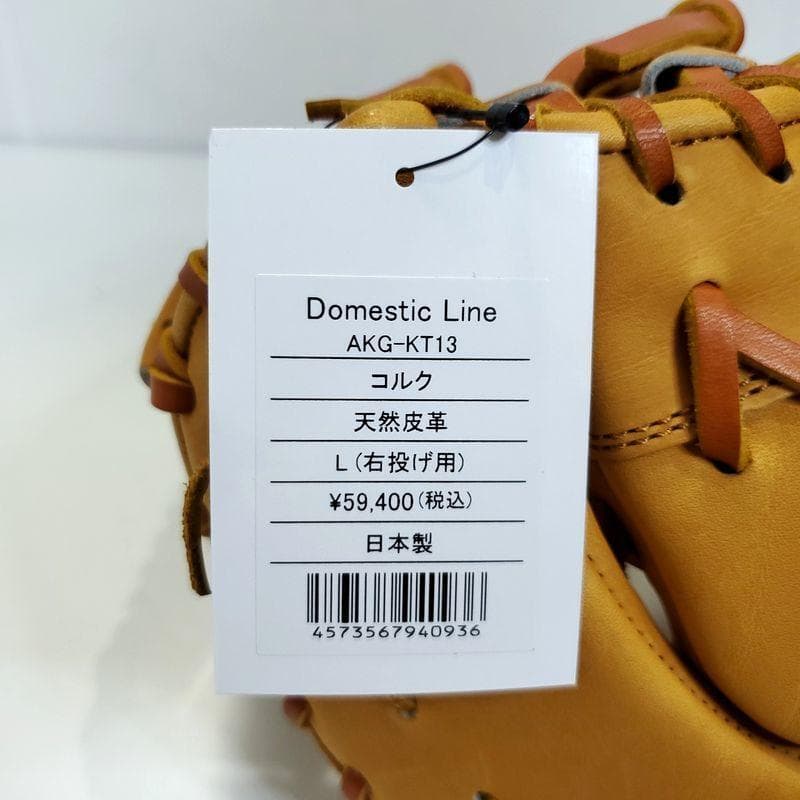 Domestic Line
AKG-KT13
コルク
天然皮革
L(右投げ用)
¥59,400(税込)
日本製
4573567940936